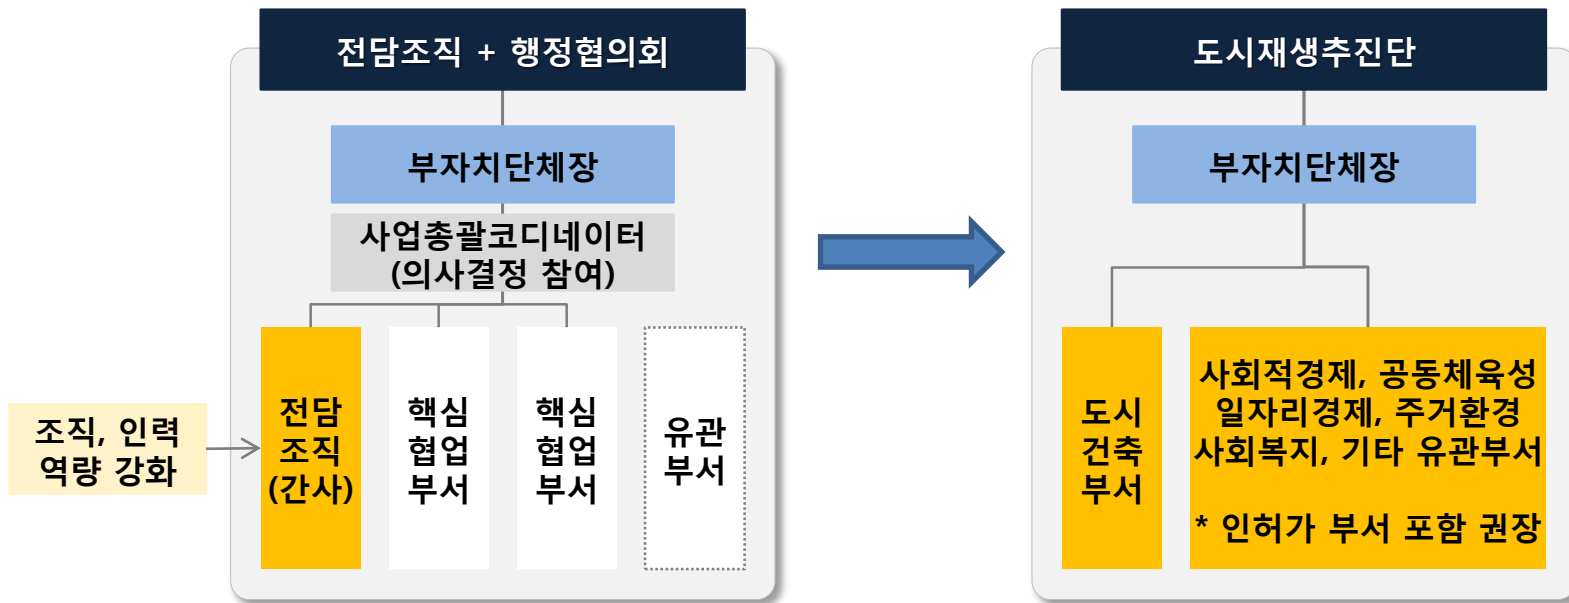 전담조직 + 행정협의회
부자치단체장
사업총괄코디네이터
(의사결정 참여)
조직, 인력
역량 강화
전담
조직
(간사)
핵심
협업
부서
핵심
협업
부서
유관
부서
도시재생추진단
부자치단체장
도시
건축
부서
사회적경제, 공동체육성
일자리경제, 주거환경
사회복지, 기타 유관부서
* 인허가 부서 포함 권장